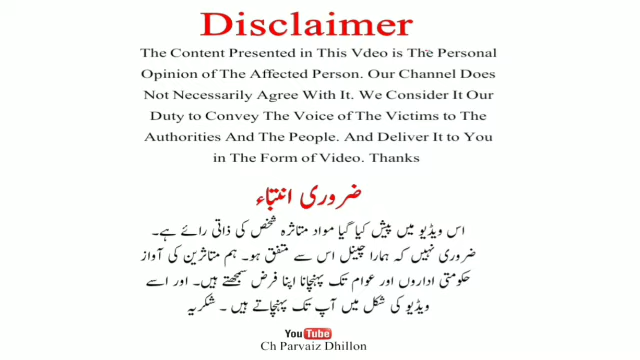 Disclaimer
The Content Presented in This Vdeo is The Personal
Opinion of The Affected Person. Our Channel Does
Not Necessarily Agree With It. We Consider It Our
Duty to Convey The Voice of The Victims to The
Authorities And The People. And Deliver It to You
in The Form of Video. Thanks
ضروری انتباء
اس ویڈیو میں پیش کیا گیا مواد متاثرہ شخص کی ذاتی رائے ہے۔
ضروری نہیں کہ ہمارا چینل اس سے متفق ہو۔ ہم متاثرین کی آواز
حکومتی اداروں اور عوام تک پہنچانا اپنا فرض سمجھتے ہیں۔ اور اسے
ویڈیو کی شکل میں آپ تک پہنچاتے ہیں ۔ شکریہ
YouTube
Ch Parvaiz Dhillon